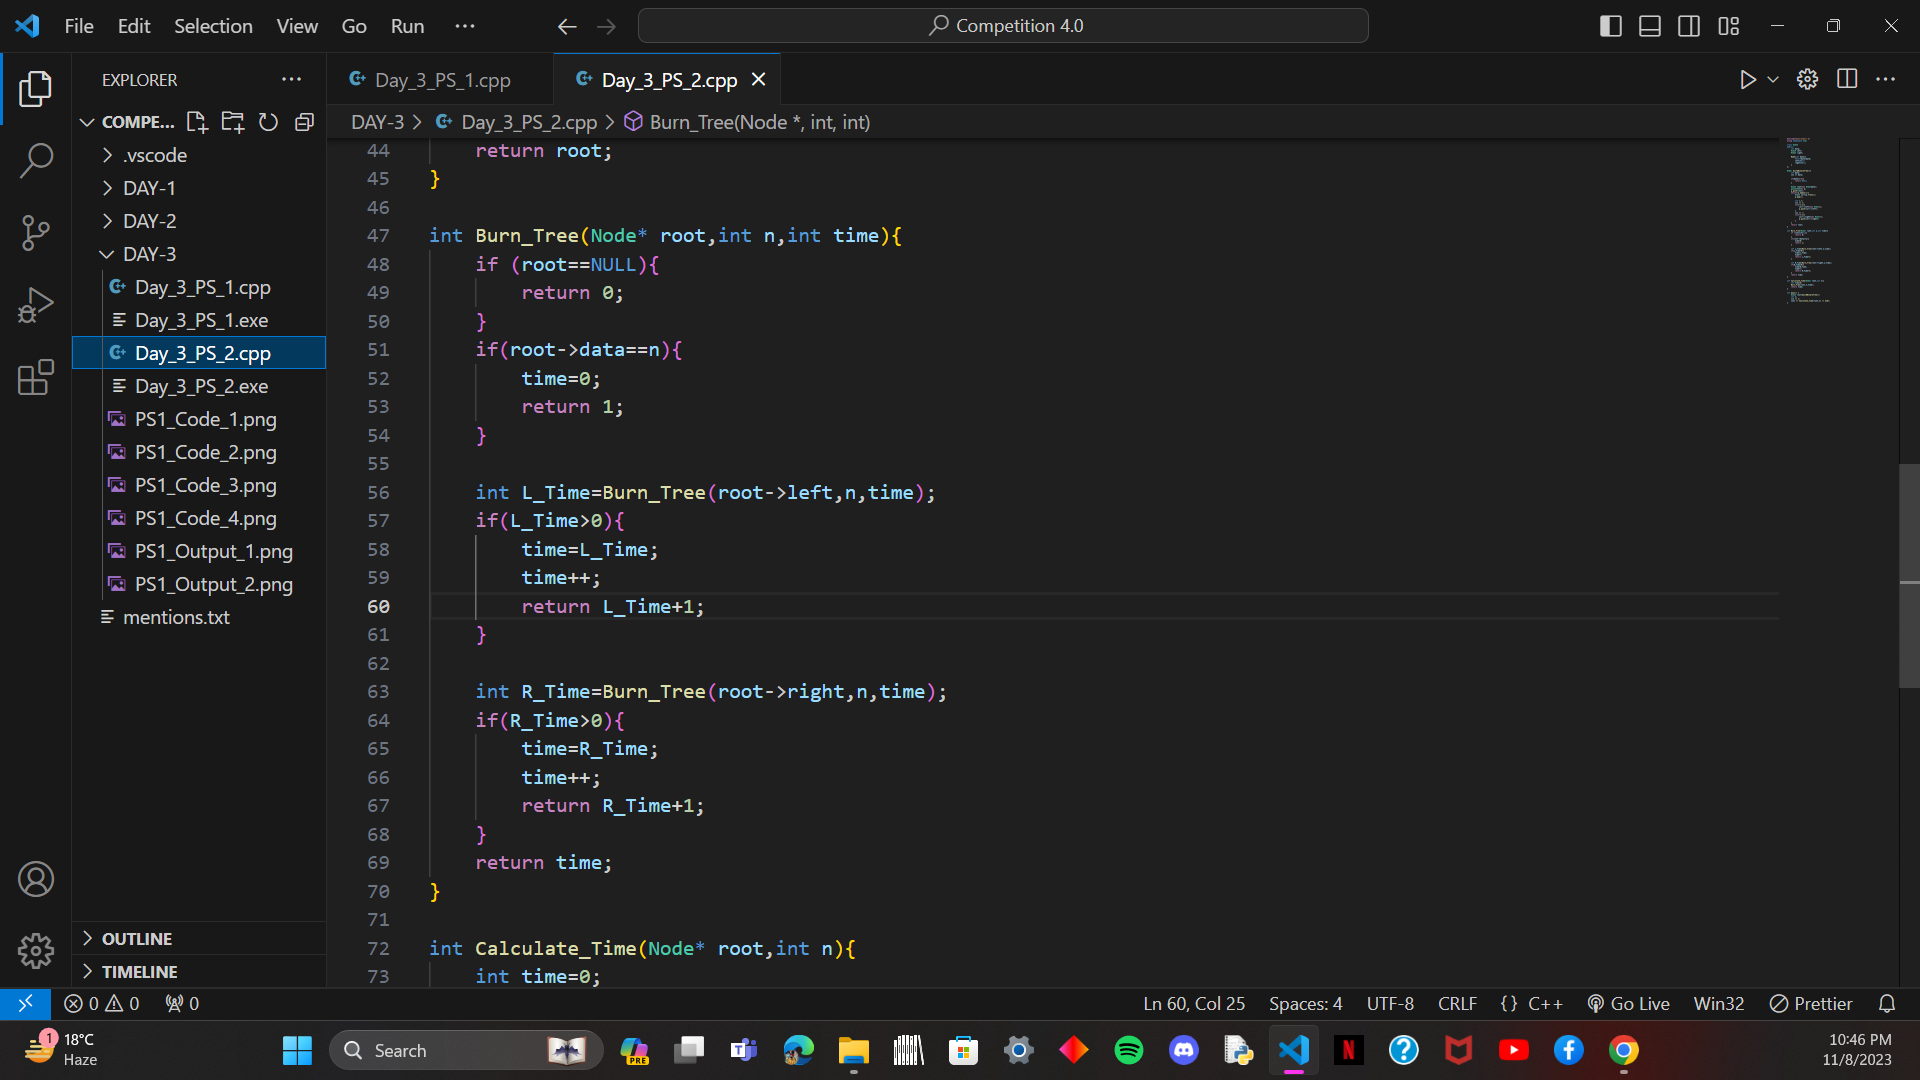 File Edit Selection View Go Run ···
Competition 4.0
EXPLORER
Day_3_PS_1.cpp
Day_3_PS_2.cpp
COMPE...
DAY-3 > Day_3_PS_2.cpp > Burn_Tree(Node *, int, int)
.vscode
DAY-1
DAY-2
DAY-3
Day_3_PS_1.cpp
Day_3_PS_1.exe
Day_3_PS_2.cpp
Day_3_PS_2.exe
PS1_Code_1.png
PS1_Code_2.png
PS1_Code_3.png
PS1_Code_4.png
PS1_Output_1.png
PS1_Output_2.png
mentions.txt
OUTLINE
TIMELINE
44 return root;
45 }
46
47 int Burn_Tree(Node* root,int n,int time){
48 if (root==NULL){
49 return 0;
50 }
51 if(root->data==n){
52 time=0;
53 return 1;
54 }
55
56 int L_Time=Burn_Tree(root->left,n,time);
57 if(L_Time>0){
58 time=L_Time;
59 time++;
60 return L_Time+1;
61 }
62
63 int R_Time=Burn_Tree(root->right,n,time);
64 if(R_Time>0){
65 time=R_Time;
66 time++;
67 return R_Time+1;
68 }
69 return time;
70 }
71
72 int Calculate_Time(Node* root,int n){
73 int time=0;
0 0 0
Ln 60, Col 25 Spaces: 4 UTF-8 CRLF {} C++ Go Live Win32 Prettier
1
18°C
Haze
Search
PRE
10:46 PM
11/8/2023